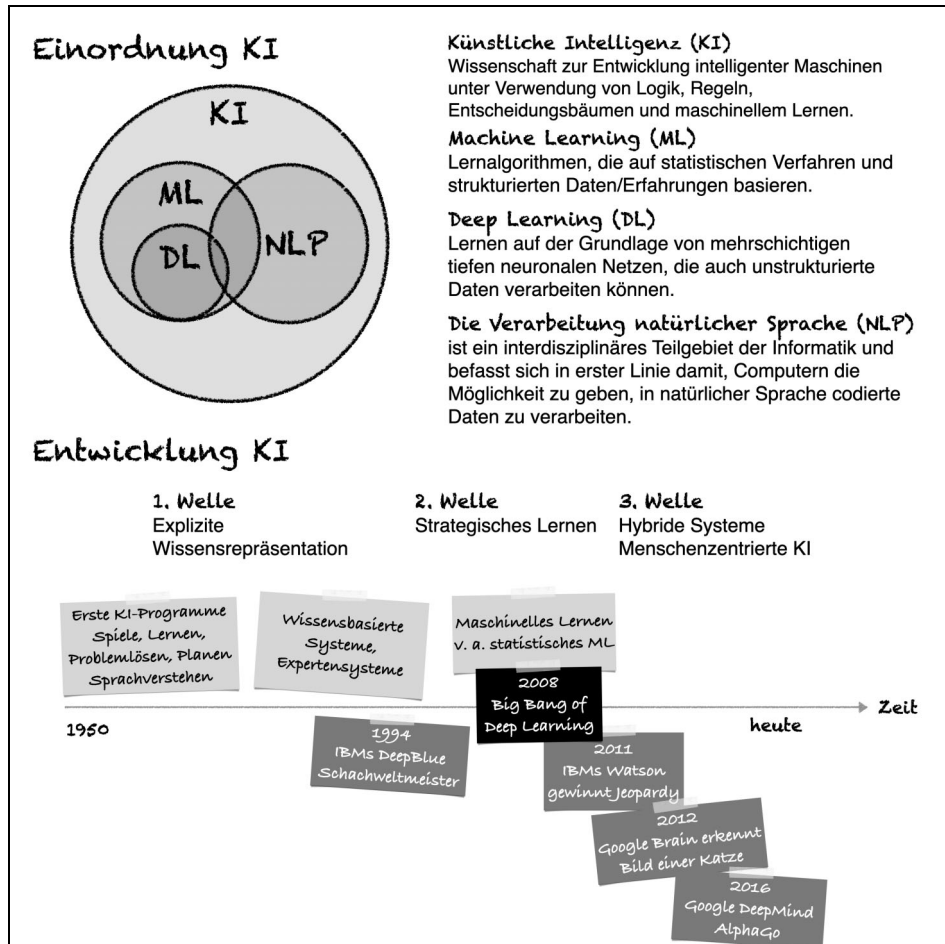 Einordnung KI
KI
ML
DL
NLP
Künstliche Intelligenz (KI)
Wissenschaft zur Entwicklung intelligenter Maschinen
unter Verwendung von Logik, Regeln,
Entscheidungsbäumen und maschinellem Lernen.
Machine Learning (ML)
Lernalgorithmen, die auf statistischen Verfahren und
strukturierten Daten/Erfahrungen basieren.
Deep Learning (DL)
Lernen auf der Grundlage von mehrschichtigen
tiefen neuronalen Netzen, die auch unstrukturierte
Daten verarbeiten können.
Die Verarbeitung natürlicher Sprache (NLP)
ist ein interdisziplinäres Teilgebiet der Informatik und
befasst sich in erster Linie damit, Computern die
Möglichkeit zu geben, in natürlicher Sprache codierte
Daten zu verarbeiten.
Entwicklung KI
1. Welle
Explizite
Wissensrepräsentation
2. Welle
Strategisches Lernen
3. Welle
Hybride Systeme
Menschenzentrierte KI
Erste KI-Programme
Spiele, Lernen,
Problemlösen, Planen
Sprachverstehen
Wissensbasierte
Systeme,
Expertensysteme
Maschinelles Lernen
v. a. statistisches ML
2008
Big Bang of
Deep Learning
1950
heute
Zeit
1994
IBMs DeepBlue
Schachweltmeister
2011
IBMs Watson
gewinnt Jeopardy
2012
Google Brain erkennt
Bild einer Katze
2016
Google DeepMind
AlphaGo